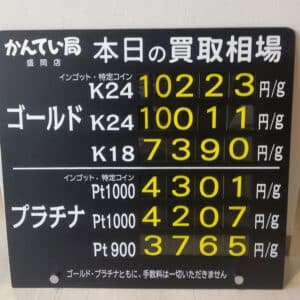 かんてい局 盛岡店 本日の買取相場
インゴット・特定コイン
K24 10223円/g
ゴールド K24 10011円/g
K18 7390円/g
インゴット・特定コイン
Pt1000 4301円/g
プラチナ Pt1000 4207円/g
Pt900 3765円/g
ゴールド・プラチナともに、手数料は一切いただきません